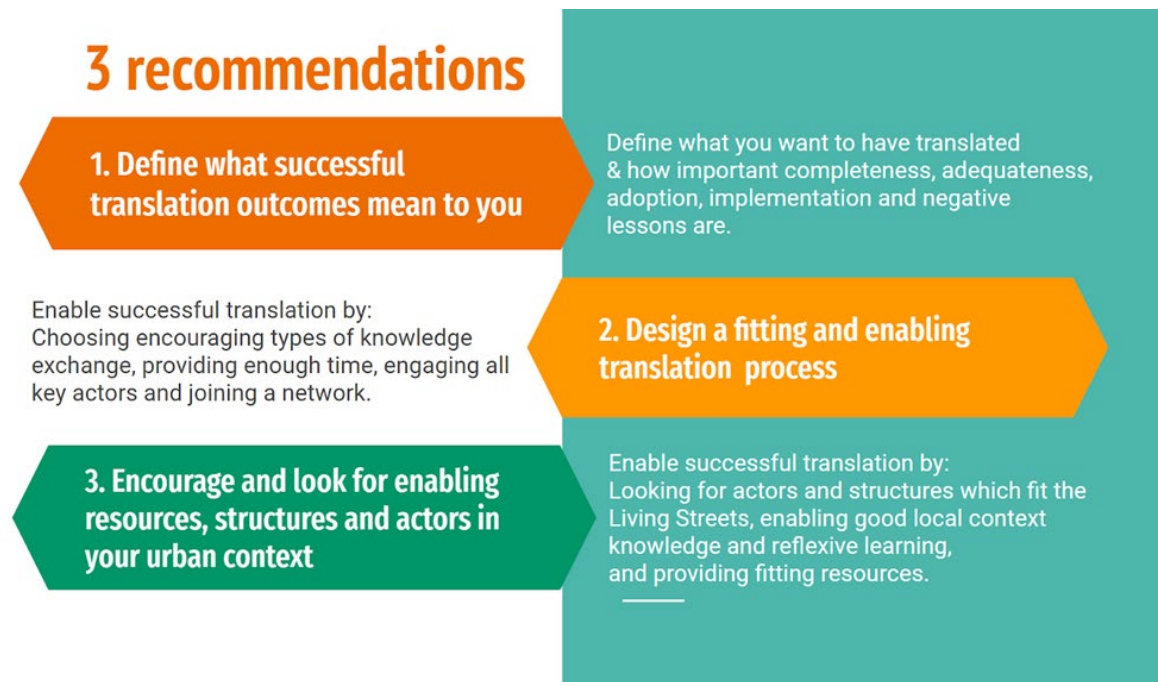 3 recommendations
1. Define what successful
translation outcomes mean to you
Define what you want to have translated
& how important completeness, adequateness,
adoption, implementation and negative
lessons are.
Enable successful translation by:
Choosing encouraging types of knowledge
exchange, providing enough time, engaging all
key actors and joining a network.
2. Design a fitting and enabling
translation process
3. Encourage and look for enabling
resources, structures and actors in
your urban context
Enable successful translation by:
Looking for actors and structures which fit the
Living Streets, enabling good local context
knowledge and reflexive learning,
and providing fitting resources.